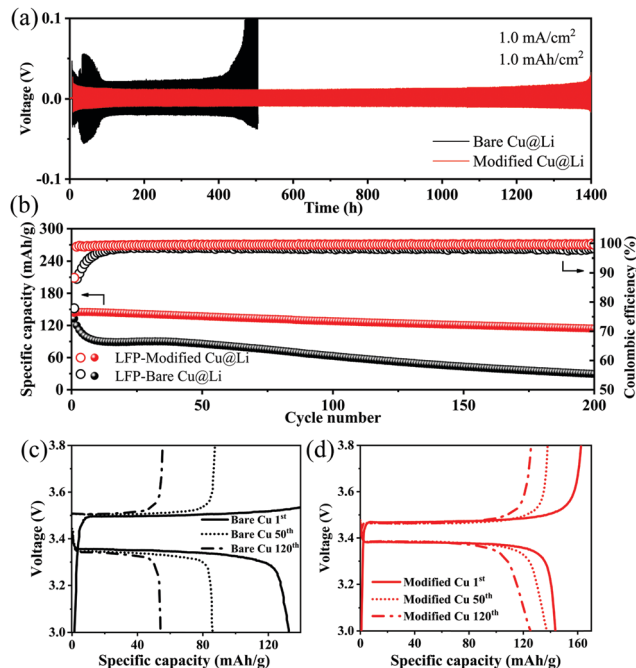 (a)
0.1
0.0
-0.1
Voltage (V)
1.0 mA/cm²
1.0 mAh/cm²
Bare Cu@Li
Modified Cu@Li
0 200 400 600 800 1000 1200 1400
Time (h)
(b)
300
270
240
210
180
150
120
90
60
30
0
Specific capacity (mAh/g)
100
90
80
70
60
50
Coulombic efficiency (%)
LFP-Modified Cu@Li
LFP-Bare Cu@Li
0 50 100 150 200
Cycle number
(c)
3.8
3.6
3.4
3.2
3.0
Voltage (V)
Bare Cu 1st
Bare Cu 50th
Bare Cu 120th
0 40 80 120
Specific capacity (mAh/g)
(d)
3.8
3.6
3.4
3.2
3.0
Voltage (V)
Modified Cu 1st
Modified Cu 50th
Modified Cu 120th
0 40 80 120 160
Specific capacity (mAh/g)